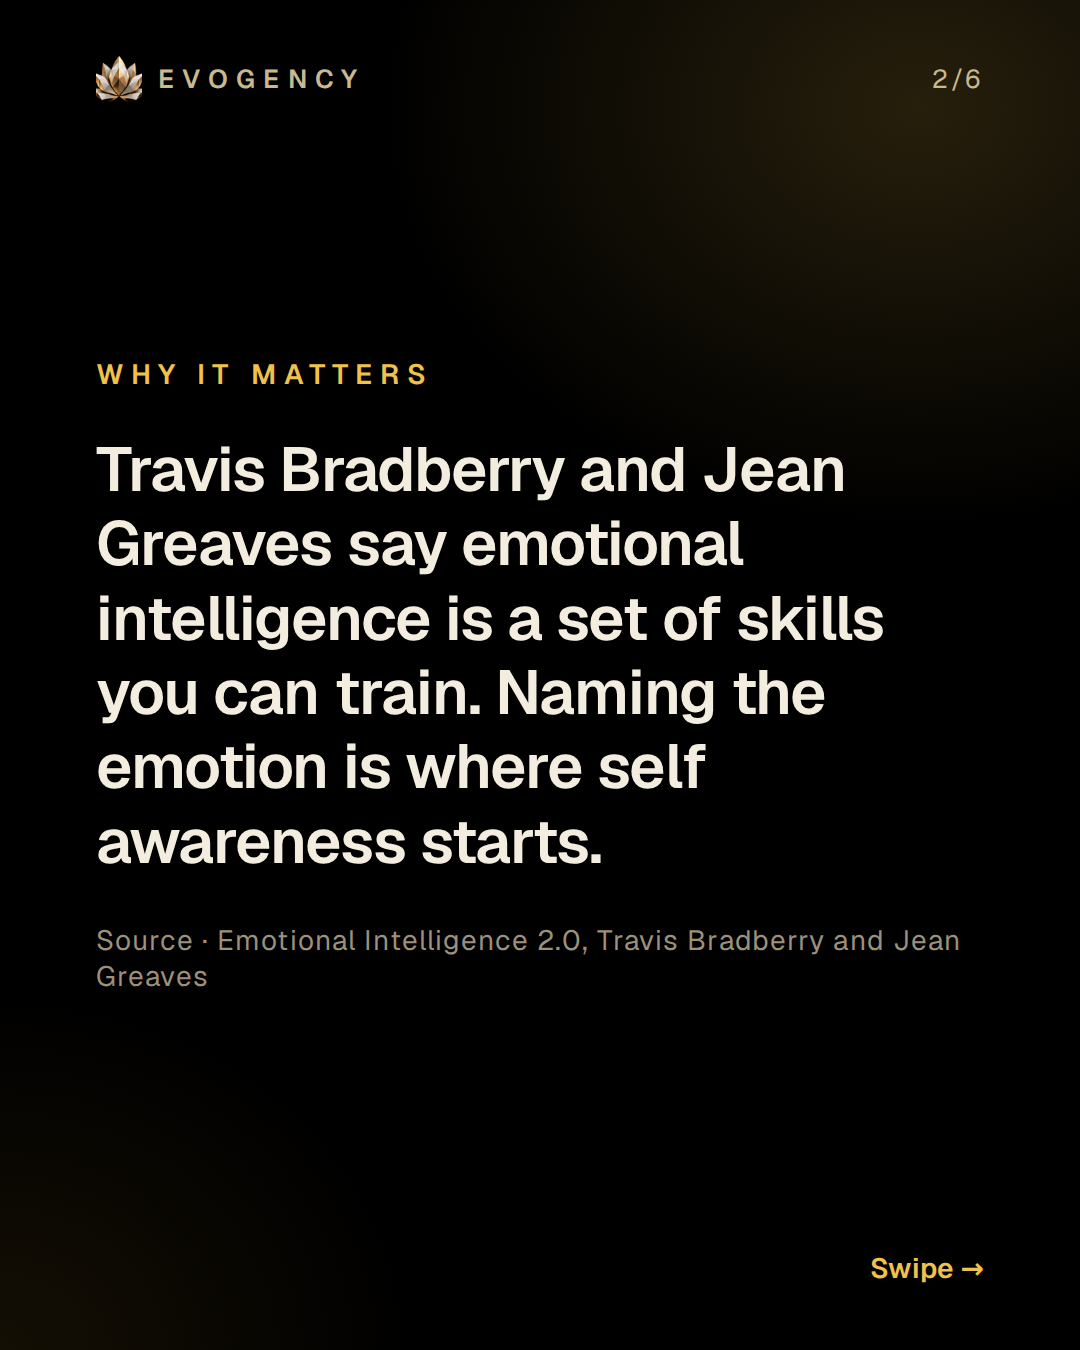 EVOGENCY
2/6
WHY IT MATTERS
Travis Bradberry and Jean
Greaves say emotional
intelligence is a set of skills
you can train. Naming the
emotion is where self
awareness starts.
Source · Emotional Intelligence 2.0, Travis Bradberry and Jean
Greaves
Swipe →